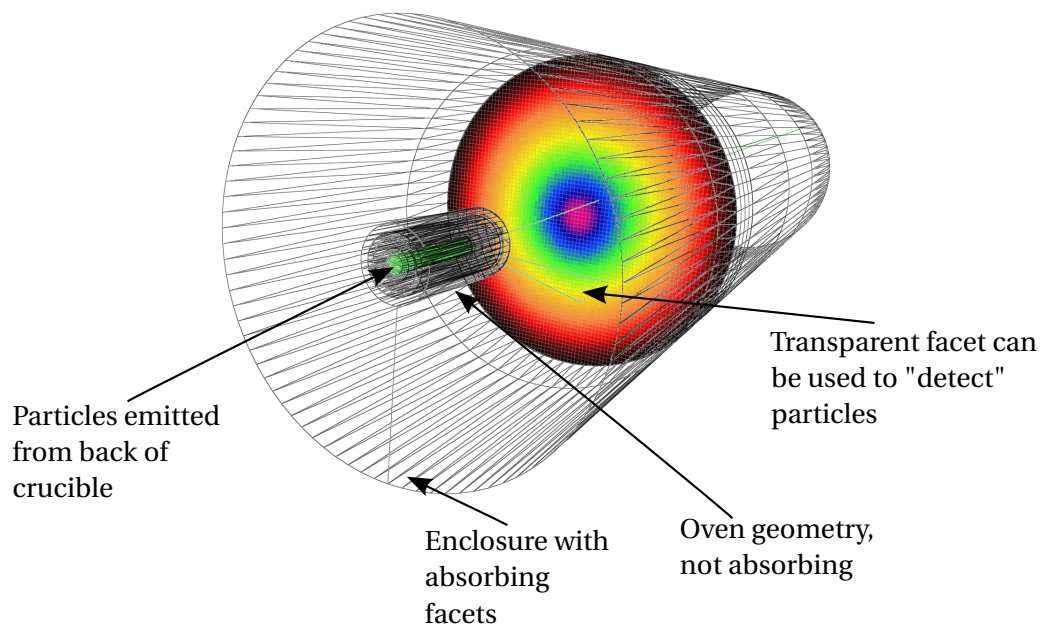 Transparent facet can
be used to "detect"
particles
Particles emitted
from back of
crucible
Oven geometry,
not absorbing
Enclosure with
absorbing
facets